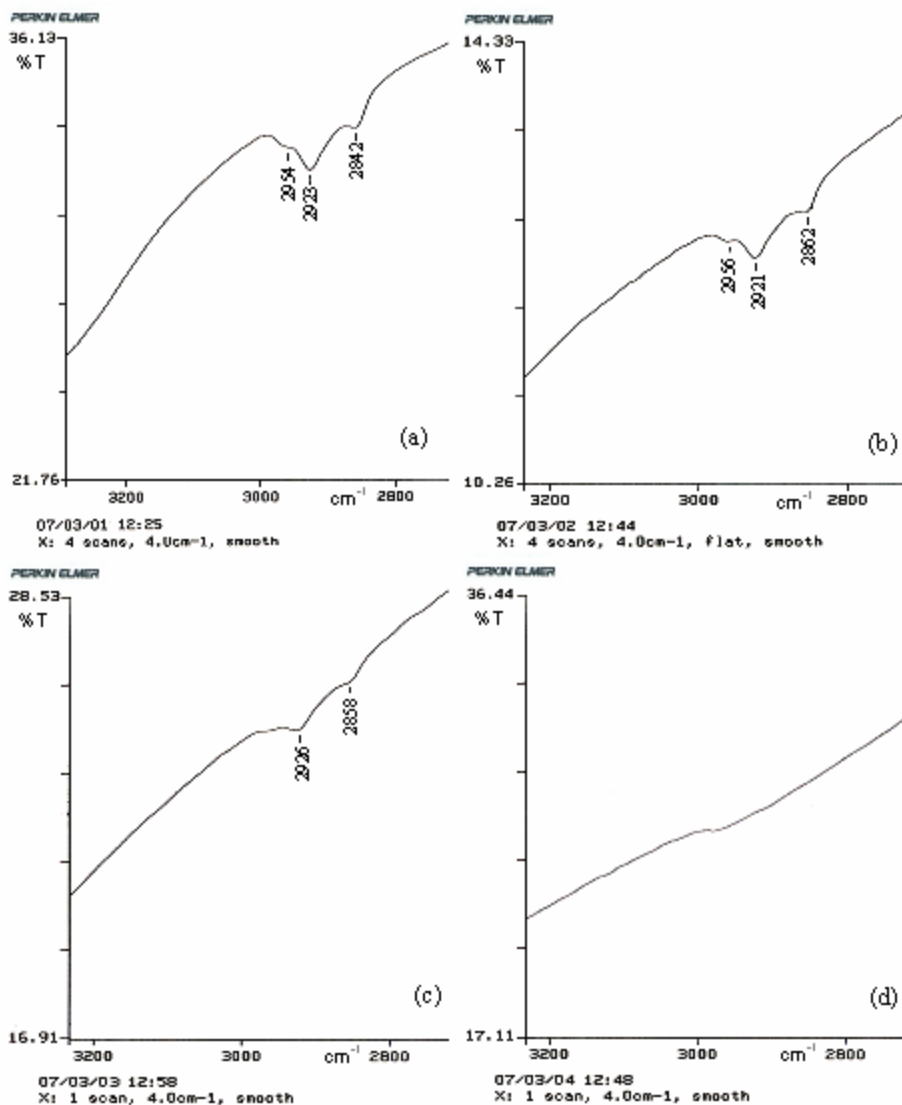 PERKIN ELMER
36.13
%T
2954
2923
2842
(a)
21.76
3200 3000 cm⁻¹ 2800
07/03/01 12:25
X: 4 scans, 4.0cm-1, smooth
PERKIN ELMER
14.33
%T
2956
2921
2862
(b)
10.26
3200 3000 cm⁻¹ 2800
07/03/02 12:44
X: 4 scans, 4.0cm-1, flat, smooth
PERKIN ELMER
28.53
%T
2926
2858
(c)
16.91
3200 3000 cm⁻¹ 2800
07/03/03 12:58
X: 1 scan, 4.0cm-1, smooth
PERKIN ELMER
36.44
%T
(d)
17.11
3200 3000 cm⁻¹ 2800
07/03/04 12:48
X: 1 scan, 4.0cm-1, smooth